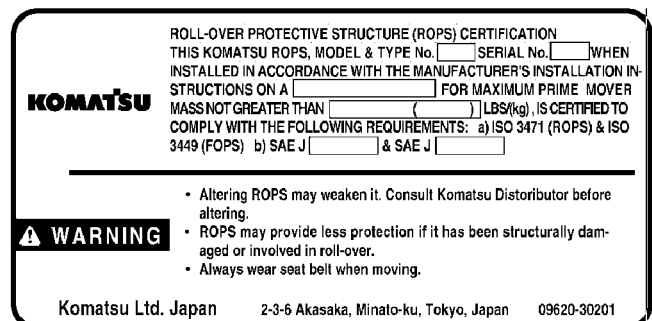 ROLL-OVER PROTECTIVE STRUCTURE (ROPS) CERTIFICATION
THIS KOMATSU ROPS, MODEL & TYPE No. SERIAL No. WHEN
INSTALLED IN ACCORDANCE WITH THE MANUFACTURER'S INSTALLATION IN-
STRUCTIONS ON A FOR MAXIMUM PRIME MOVER
MASS NOT GREATER THAN ( ) LBS/(kg) , IS CERTIFIED TO
COMPLY WITH THE FOLLOWING REQUIREMENTS: a) ISO 3471 (ROPS) & ISO
3449 (FOPS) b) SAE J & SAE J
KOMATSU
• Altering ROPS may weaken it. Consult Komatsu Distoributor before
altering.
• ROPS may provide less protection if it has been structurally dam-
aged or involved in roll-over.
• Always wear seat belt when moving.
WARNING
Komatsu Ltd. Japan 2-3-6 Akasaka, Minato-ku, Tokyo, Japan 09620-30201